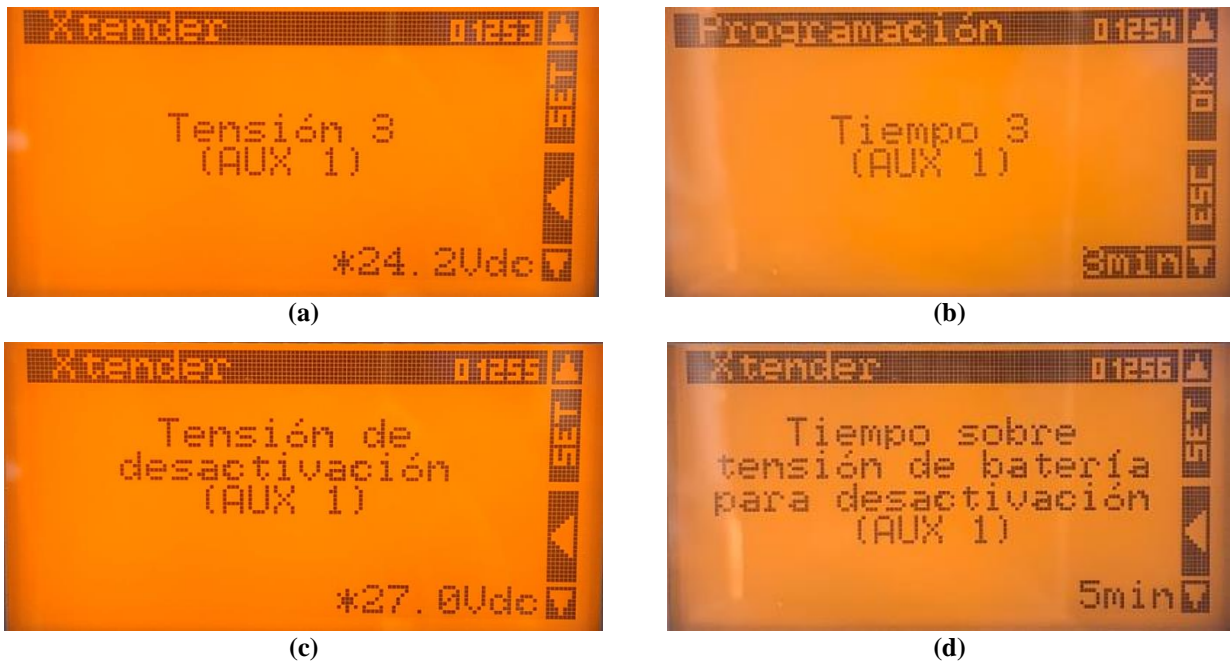 Xtender 01253
SET
Tensión 3
(AUX 1)
*24.2Vdc
(a)
Programación 01254
OK
Tiempo 3
(AUX 1)
ESC
3min
(b)
Xtender 01255
SET
Tensión de
desactivación
(AUX 1)
*27.0Vdc
(c)
Xtender 01256
SET
Tiempo sobre
tensión de batería
para desactivación
(AUX 1)
5min
(d)